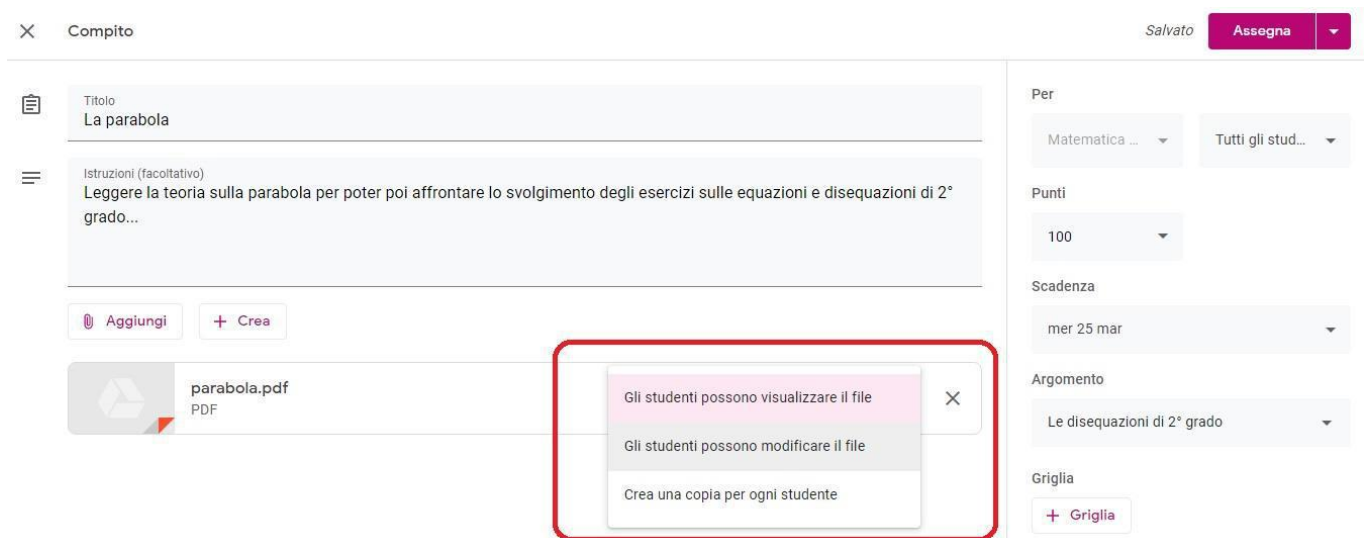 Compito
Salvato
Assegna
Titolo
La parabola
Istruzioni (facoltativo)
Leggere la teoria sulla parabola per poter poi affrontare lo svolgimento degli esercizi sulle equazioni e disequazioni di 2°
grado...
Aggiungi
+ Crea
parabola.pdf
PDF
Gli studenti possono visualizzare il file
Gli studenti possono modificare il file
Crea una copia per ogni studente
Per
Matematica ...
Tutti gli stud...
Punti
100
Scadenza
mer 25 mar
Argomento
Le disequazioni di 2° grado
Griglia
+ Griglia